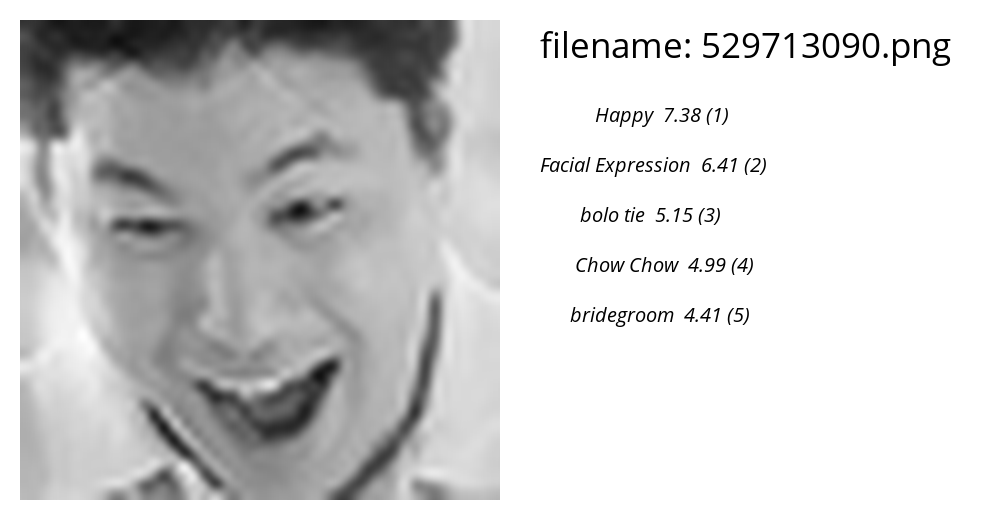 filename: 529713090.png
Happy 7.38 (1)
Facial Expression 6.41 (2)
bolo tie 5.15 (3)
Chow Chow 4.99 (4)
bridegroom 4.41 (5)